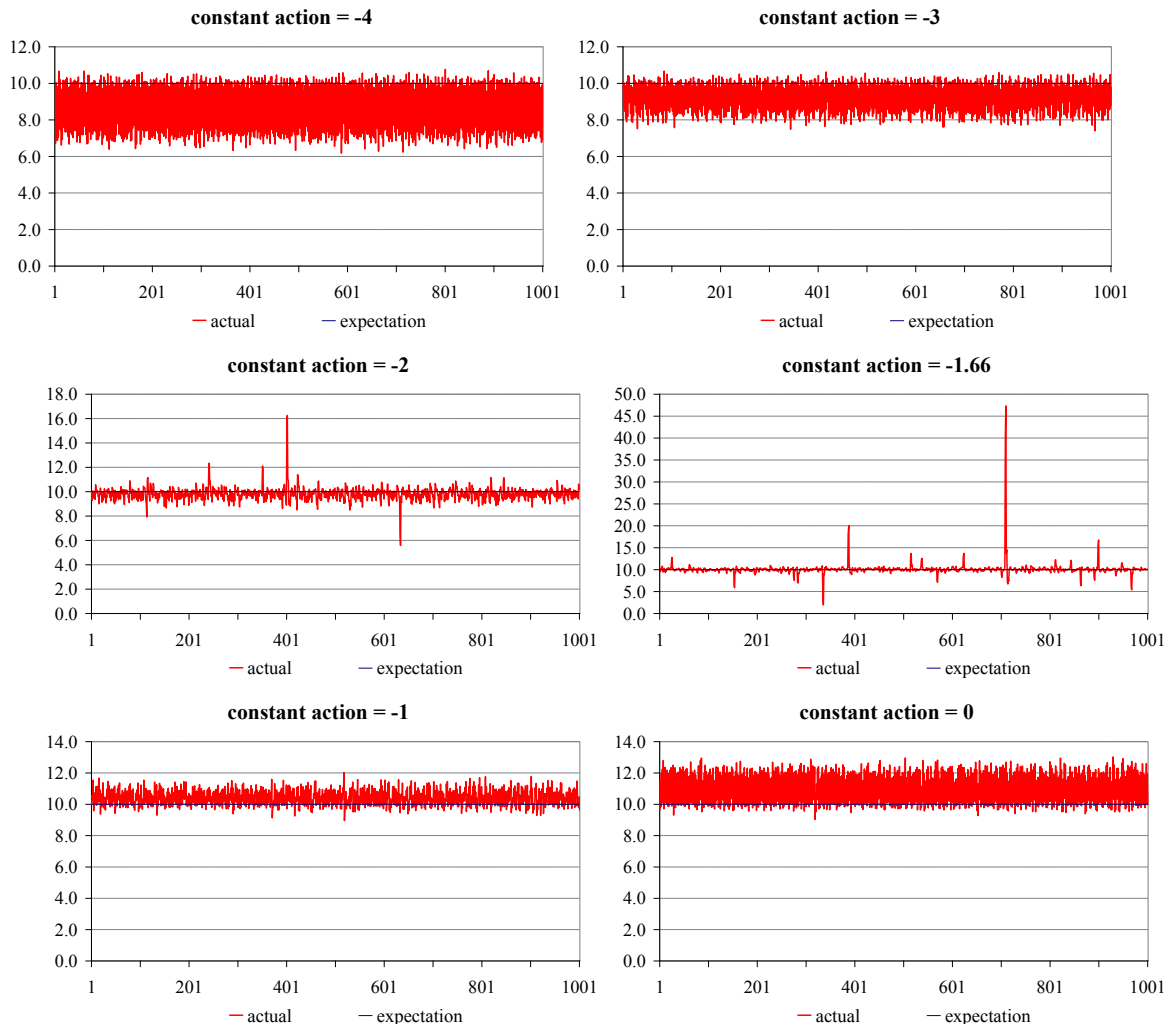 constant action = -4
12.0
10.0
8.0
6.0
4.0
2.0
0.0
1 201 401 601 801 1001
actual expectation
constant action = -3
12.0
10.0
8.0
6.0
4.0
2.0
0.0
1 201 401 601 801 1001
actual expectation
constant action = -2
18.0
16.0
14.0
12.0
10.0
8.0
6.0
4.0
2.0
0.0
1 201 401 601 801 1001
actual expectation
constant action = -1.66
50.0
45.0
40.0
35.0
30.0
25.0
20.0
15.0
10.0
5.0
0.0
1 201 401 601 801 1001
actual expectation
constant action = -1
14.0
12.0
10.0
8.0
6.0
4.0
2.0
0.0
1 201 401 601 801 1001
actual expectation
constant action = 0
14.0
12.0
10.0
8.0
6.0
4.0
2.0
0.0
1 201 401 601 801 1001
actual expectation